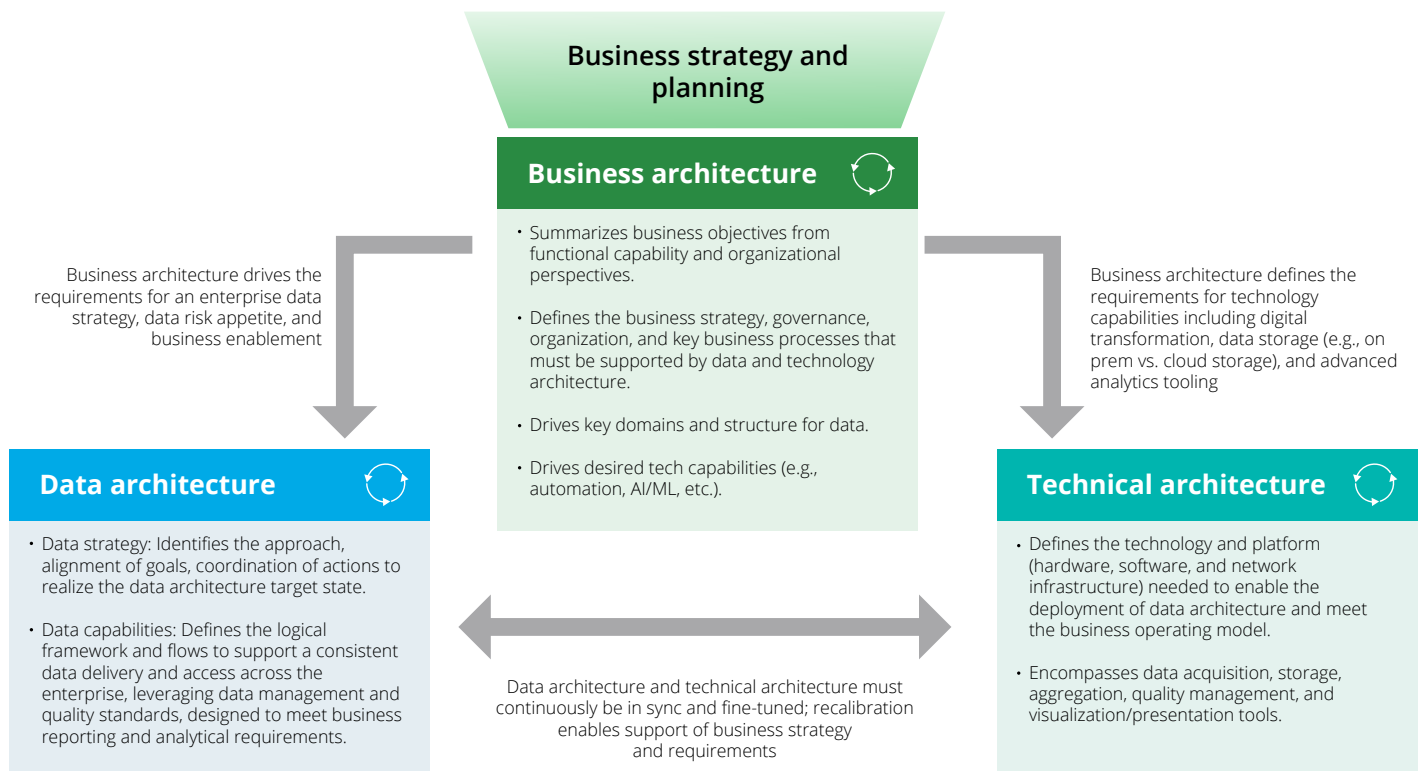 Business strategy and
planning
Business architecture
• Summarizes business objectives from
functional capability and organizational
perspectives.
• Defines the business strategy, governance,
organization, and key business processes that
must be supported by data and technology
architecture.
• Drives key domains and structure for data.
• Drives desired tech capabilities (e.g.,
automation, AI/ML, etc.).
Business architecture drives the
requirements for an enterprise data
strategy, data risk appetite, and
business enablement
Business architecture defines the
requirements for technology
capabilities including digital
transformation, data storage (e.g., on
prem vs. cloud storage), and advanced
analytics tooling
Data architecture
• Data strategy: Identifies the approach,
alignment of goals, coordination of actions to
realize the data architecture target state.
• Data capabilities: Defines the logical
framework and flows to support a consistent
data delivery and access across the
enterprise, leveraging data management and
quality standards, designed to meet business
reporting and analytical requirements.
Data architecture and technical architecture must
continuously be in sync and fine-tuned; recalibration
enables support of business strategy
and requirements
Technical architecture
• Defines the technology and platform
(hardware, software, and network
infrastructure) needed to enable the
deployment of data architecture and meet
the business operating model.
• Encompasses data acquisition, storage,
aggregation, quality management, and
visualization/presentation tools.